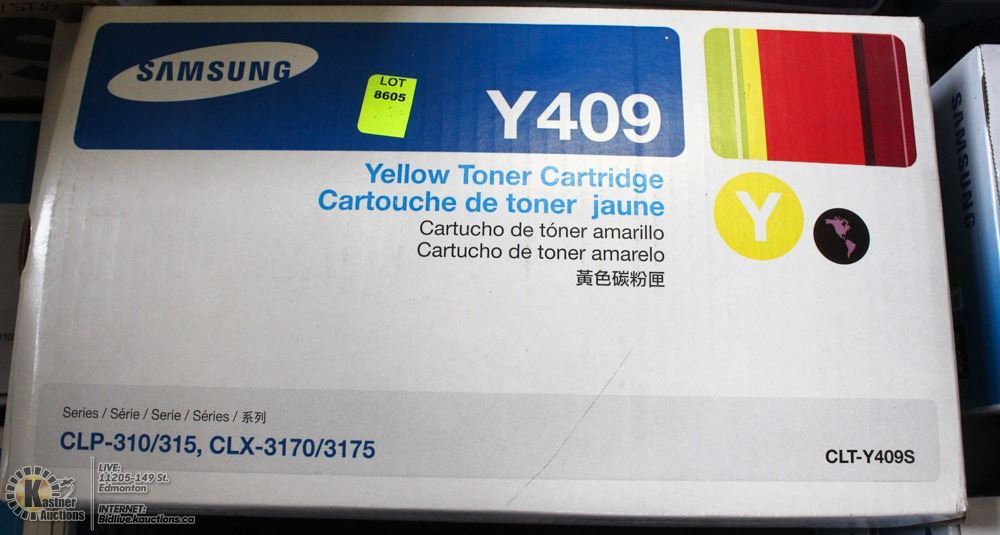 SAMSUNG
LOT
8605
Y409
Yellow Toner Cartridge
Cartouche de toner jaune
Cartucho de tóner amarillo
Cartucho de toner amarelo
黃色碳粉匣
Y
Series / Série / Serie / Séries / 系列
CLP-310/315, CLX-3170/3175
CLT-Y409S
SAMSUNG
Kastner
Auctions
LIVE:
11205-149 St.
Edmonton
INTERNET:
Bidlive.kauctions.ca